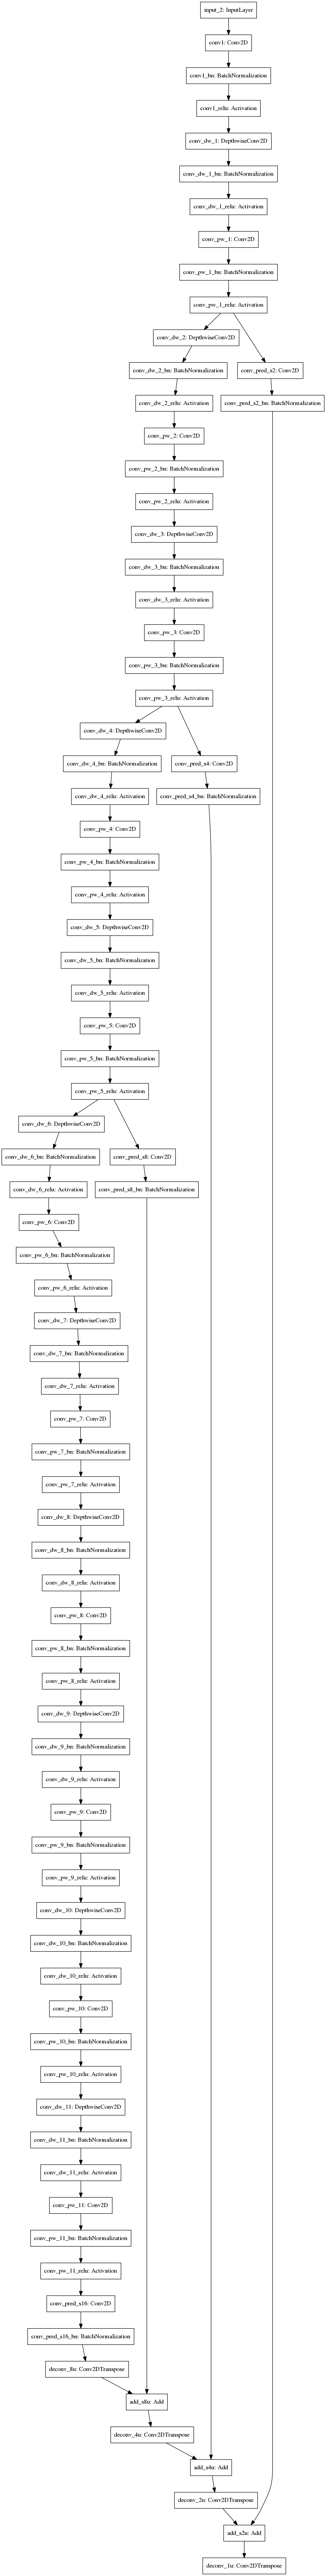 input_2: InputLayer
conv1: Conv2D
conv1_bn: BatchNormalization
conv1_relu: Activation
conv_dw_1: DepthwiseConv2D
conv_dw_1_bn: BatchNormalization
conv_dw_1_relu: Activation
conv_pw_1: Conv2D
conv_pw_1_bn: BatchNormalization
conv_pw_1_relu: Activation
conv_dw_2: DepthwiseConv2D
conv_dw_2_bn: BatchNormalization
conv_pred_s2: Conv2D
conv_dw_2_relu: Activation
conv_pred_s2_bn: BatchNormalization
conv_pw_2: Conv2D
conv_pw_2_bn: BatchNormalization
conv_pw_2_relu: Activation
conv_dw_3: DepthwiseConv2D
conv_dw_3_bn: BatchNormalization
conv_dw_3_relu: Activation
conv_pw_3: Conv2D
conv_pw_3_bn: BatchNormalization
conv_pw_3_relu: Activation
conv_dw_4: DepthwiseConv2D
conv_dw_4_bn: BatchNormalization
conv_pred_s4: Conv2D
conv_dw_4_relu: Activation
conv_pred_s4_bn: BatchNormalization
conv_pw_4: Conv2D
conv_pw_4_bn: BatchNormalization
conv_pw_4_relu: Activation
conv_dw_5: DepthwiseConv2D
conv_dw_5_bn: BatchNormalization
conv_dw_5_relu: Activation
conv_pw_5: Conv2D
conv_pw_5_bn: BatchNormalization
conv_pw_5_relu: Activation
conv_dw_6: DepthwiseConv2D
conv_dw_6_bn: BatchNormalization
conv_pred_s8: Conv2D
conv_dw_6_relu: Activation
conv_pred_s8_bn: BatchNormalization
conv_pw_6: Conv2D
conv_pw_6_bn: BatchNormalization
conv_pw_6_relu: Activation
conv_dw_7: DepthwiseConv2D
conv_dw_7_bn: BatchNormalization
conv_dw_7_relu: Activation
conv_pw_7: Conv2D
conv_pw_7_bn: BatchNormalization
conv_pw_7_relu: Activation
conv_dw_8: DepthwiseConv2D
conv_dw_8_bn: BatchNormalization
conv_dw_8_relu: Activation
conv_pw_8: Conv2D
conv_pw_8_bn: BatchNormalization
conv_pw_8_relu: Activation
conv_dw_9: DepthwiseConv2D
conv_dw_9_bn: BatchNormalization
conv_dw_9_relu: Activation
conv_pw_9: Conv2D
conv_pw_9_bn: BatchNormalization
conv_pw_9_relu: Activation
conv_dw_10: DepthwiseConv2D
conv_dw_10_bn: BatchNormalization
conv_dw_10_relu: Activation
conv_pw_10: Conv2D
conv_pw_10_bn: BatchNormalization
conv_pw_10_relu: Activation
conv_dw_11: DepthwiseConv2D
conv_dw_11_bn: BatchNormalization
conv_dw_11_relu: Activation
conv_pw_11: Conv2D
conv_pw_11_bn: BatchNormalization
conv_pw_11_relu: Activation
conv_pred_s16: Conv2D
conv_pred_s16_bn: BatchNormalization
deconv_8u: Conv2DTranspose
add_s8u: Add
deconv_4u: Conv2DTranspose
add_s4u: Add
deconv_2u: Conv2DTranspose
add_s2u: Add
deconv_1u: Conv2DTranspose